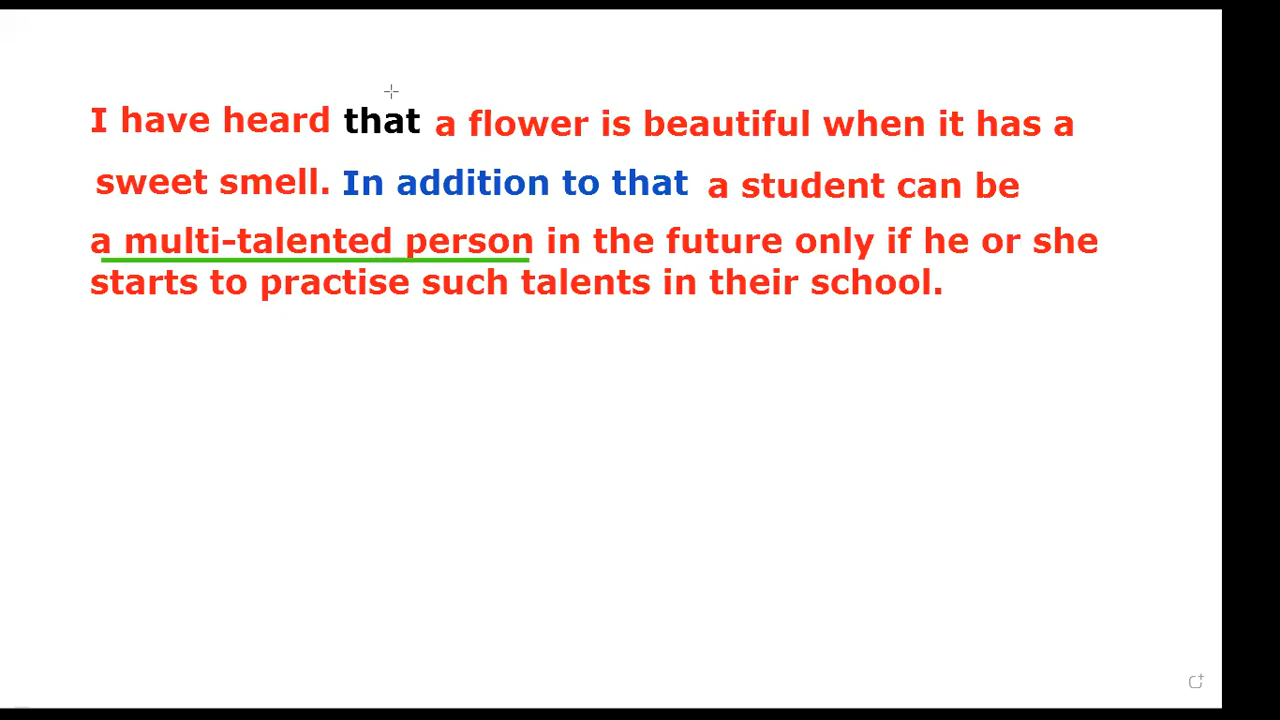 I have heard that a flower is beautiful when it has a
sweet smell. In addition to that a student can be
a multi-talented person in the future only if he or she
starts to practise such talents in their school.